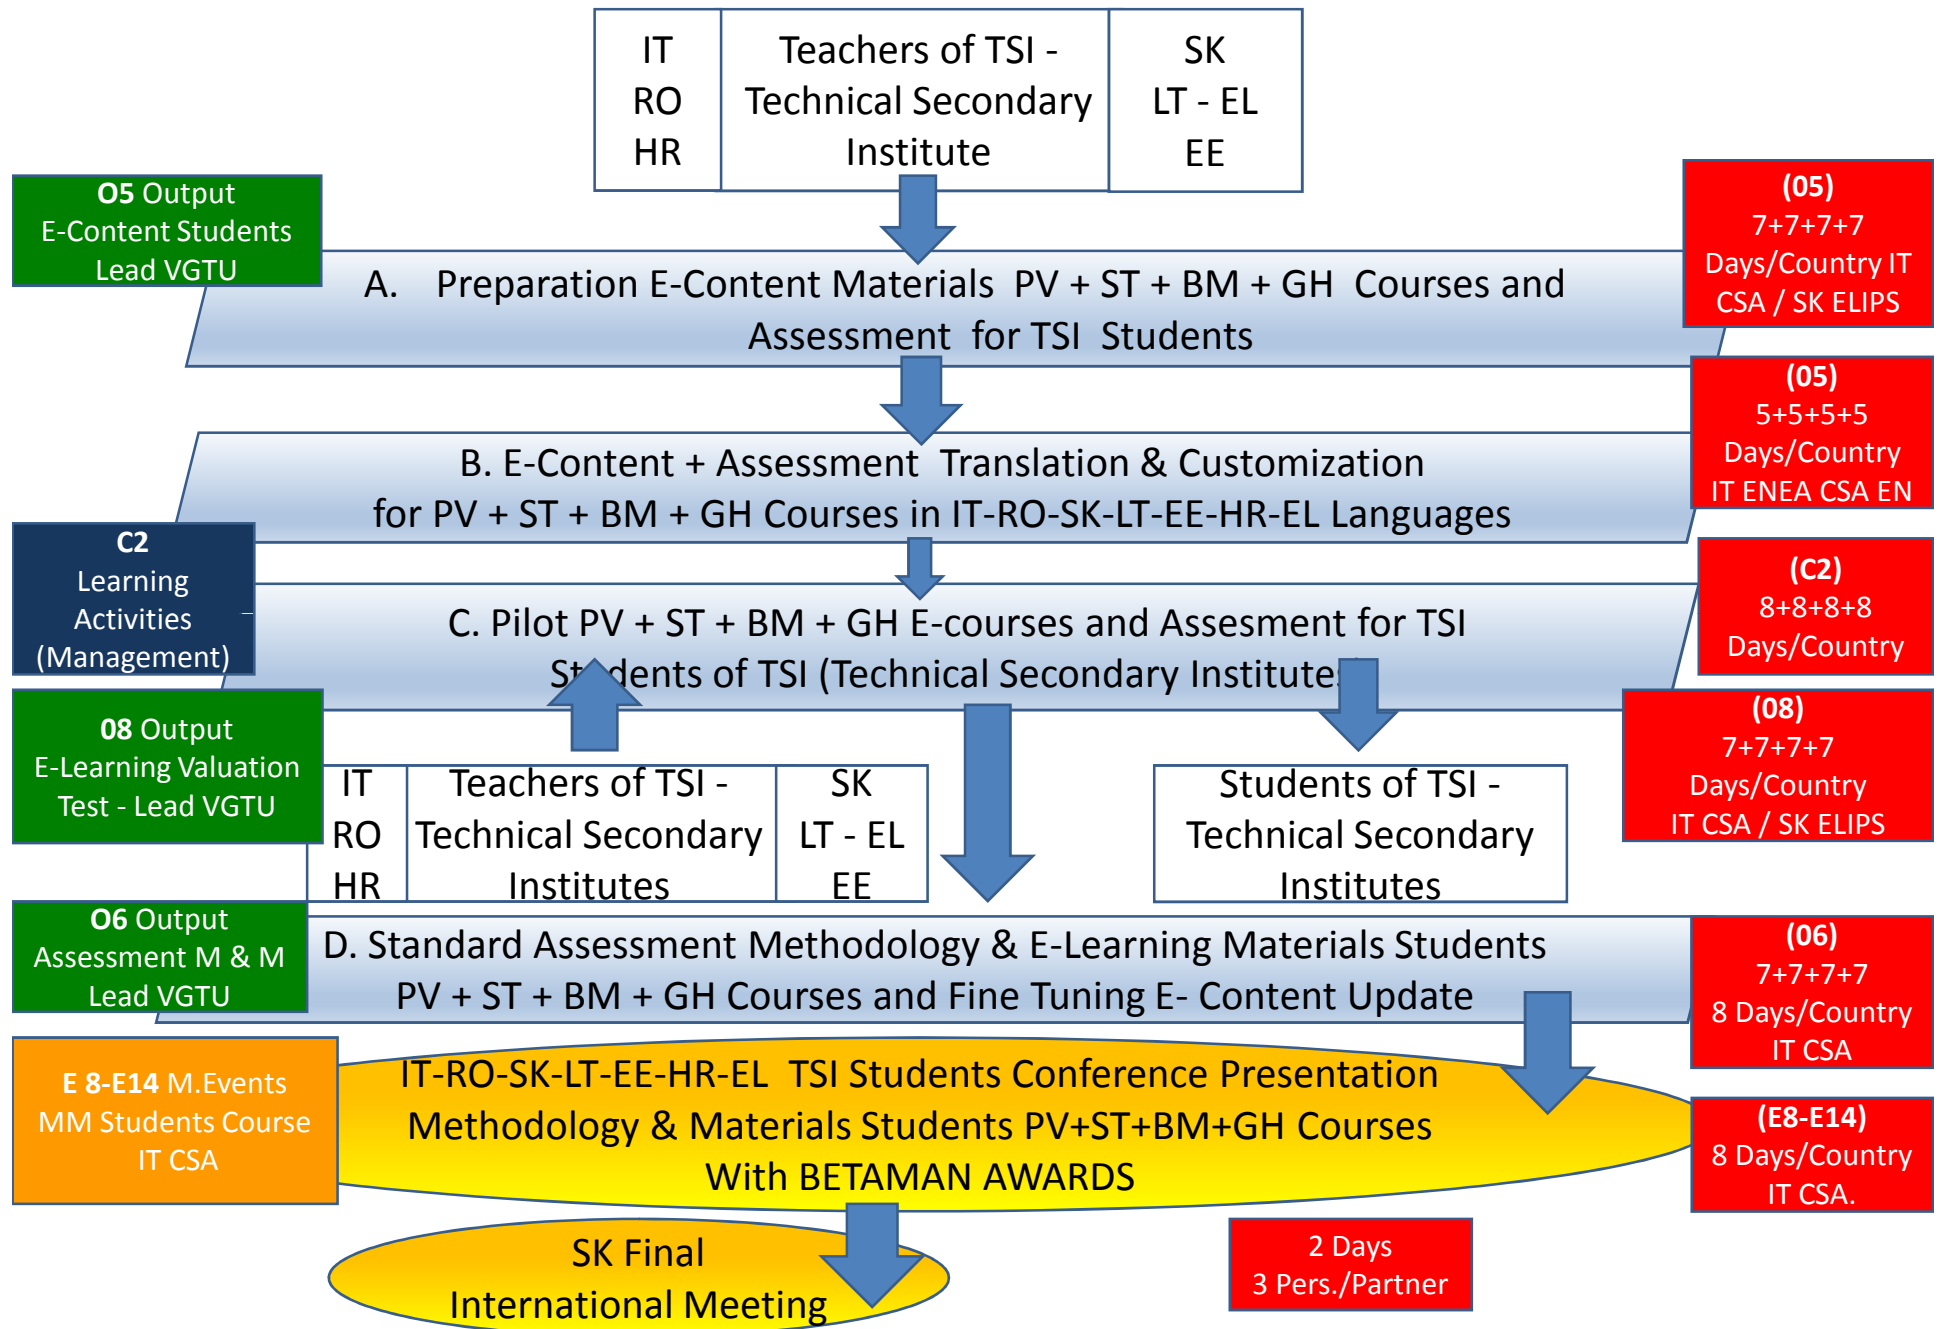 IT
RO
HR
Teachers of TSI -
Technical Secondary
Institute
SK
LT - EL
EE
O5 Output
E-Content Students
Lead VGTU
(05)
7+7+7+7
Days/Country IT
CSA / SK ELIPS
A. Preparation E-Content Materials PV + ST + BM + GH Courses and
Assessment for TSI Students
(05)
5+5+5+5
Days/Country
IT ENEA CSA EN
B. E-Content + Assessment Translation & Customization
for PV + ST + BM + GH Courses in IT-RO-SK-LT-EE-HR-EL Languages
C2
Learning
Activities
(Management)
(C2)
8+8+8+8
Days/Country
C. Pilot PV + ST + BM + GH E-courses and Assesment for TSI
Students of TSI (Technical Secondary Institutes
08 Output
E-Learning Valuation
Test - Lead VGTU
(08)
7+7+7+7
Days/Country
IT CSA / SK ELIPS
IT
RO
HR
Teachers of TSI -
Technical Secondary
Institutes
SK
LT - EL
EE
Students of TSI -
Technical Secondary
Institutes
O6 Output
Assessment M & M
Lead VGTU
D. Standard Assessment Methodology & E-Learning Materials Students
PV + ST + BM + GH Courses and Fine Tuning E- Content Update
(06)
7+7+7+7
8 Days/Country
IT CSA
E 8-E14 M.Events
MM Students Course
IT CSA
IT-RO-SK-LT-EE-HR-EL TSI Students Conference Presentation
Methodology & Materials Students PV+ST+BM+GH Courses
With BETAMAN AWARDS
(E8-E14)
8 Days/Country
IT CSA.
SK Final
International Meeting
2 Days
3 Pers./Partner